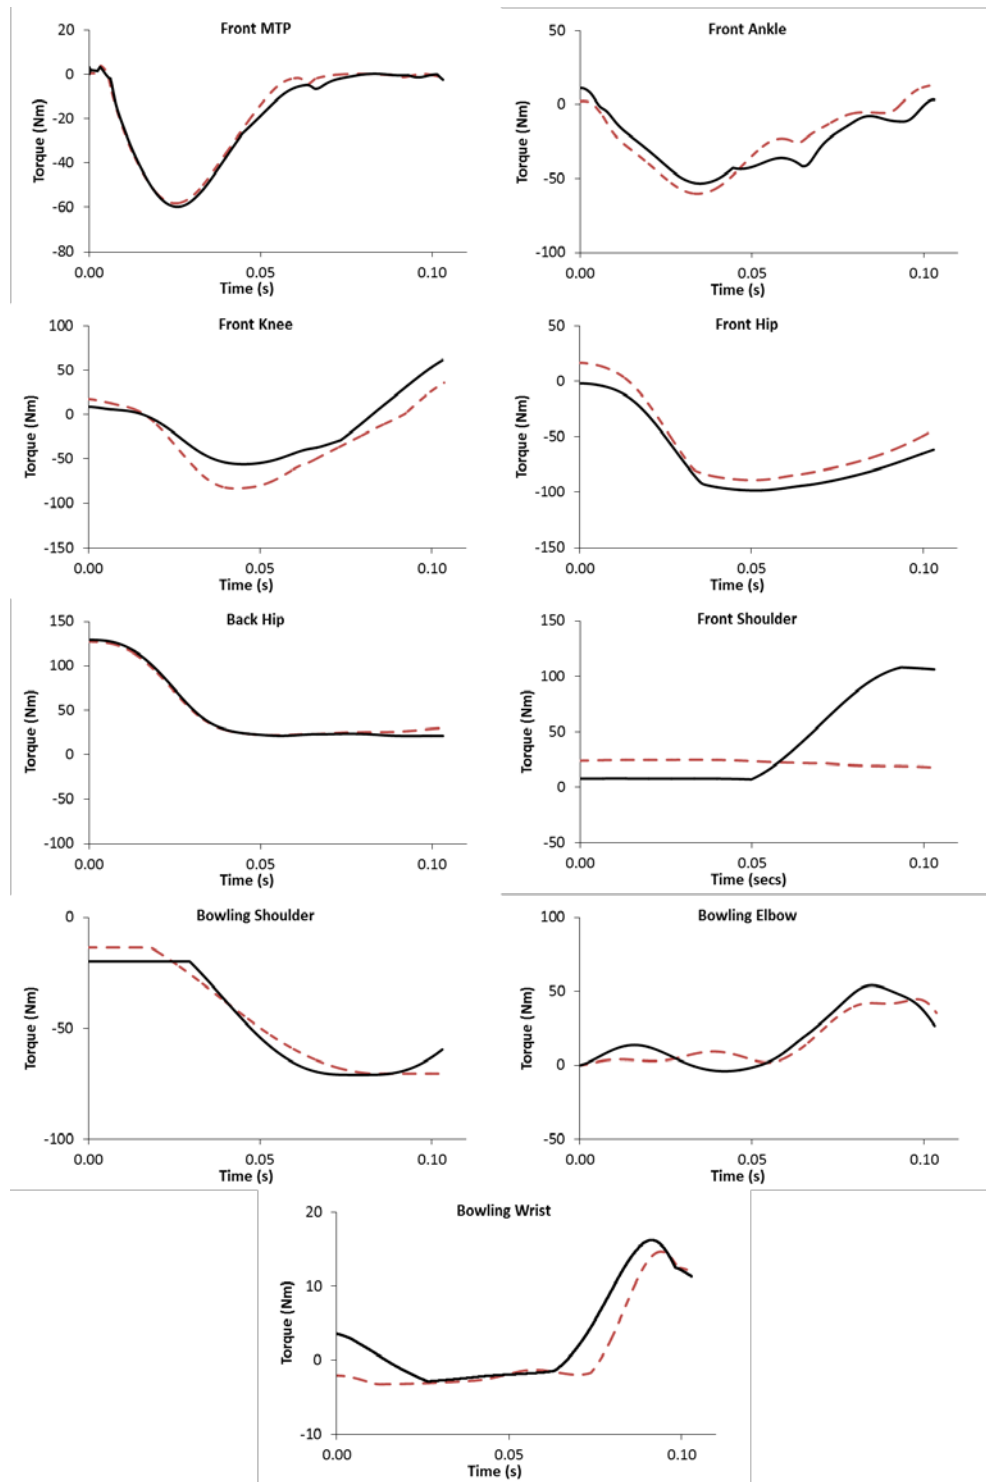 Front MTP
20
0
-20
-40
-60
-80
Torque (Nm)
0.00 0.05 0.10
Time (s)
Front Ankle
50
0
-50
-100
Torque (Nm)
0.00 0.05 0.10
Time (s)
Front Knee
100
50
0
-50
-100
-150
Torque (Nm)
0.00 0.05 0.10
Time (s)
Front Hip
50
0
-50
-100
-150
Torque (Nm)
0.00 0.05 0.10
Time (s)
Back Hip
150
100
50
0
-50
-100
Torque (Nm)
0.00 0.05 0.10
Time (s)
Front Shoulder
150
100
50
0
-50
Torque (Nm)
0.00 0.05 0.10
Time (secs)
Bowling Shoulder
0
-50
-100
Torque (Nm)
0.00 0.05 0.10
Time (s)
Bowling Elbow
100
50
0
-50
Torque (Nm)
0.00 0.05 0.10
Time (s)
Bowling Wrist
20
10
0
-10
Torque (Nm)
0.00 0.05 0.10
Time (s)